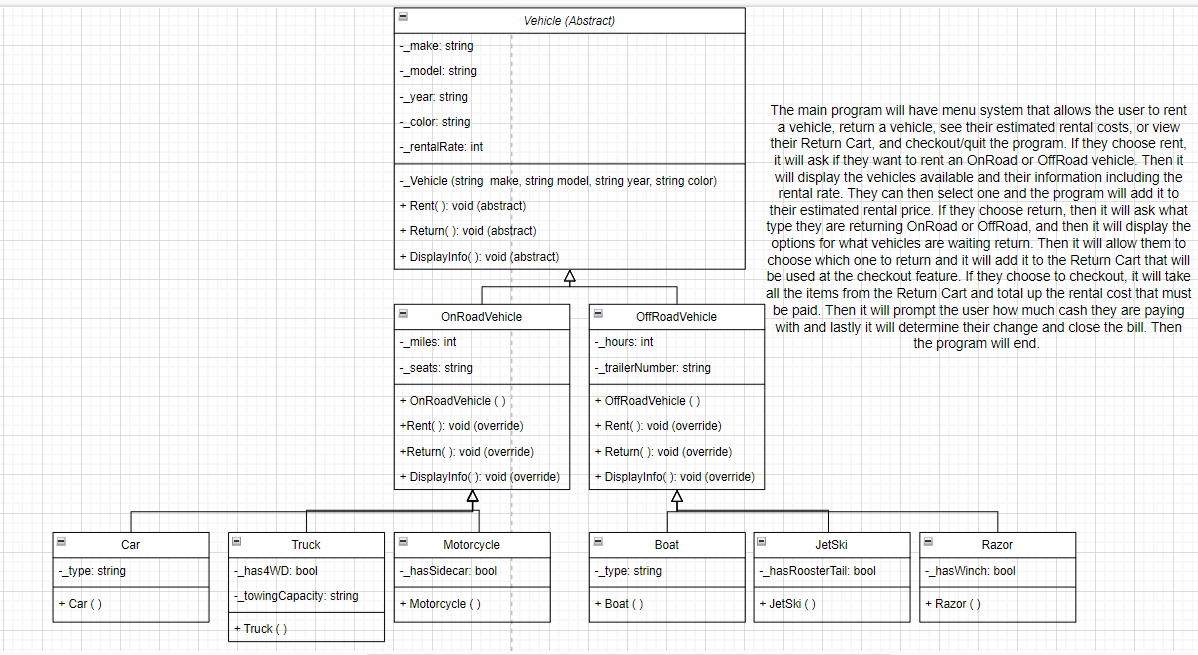 Vehicle (Abstract)
-_make: string
-_model: string
-_year: string
-_color: string
-_rentalRate: int
-_Vehicle (string make, string model, string year, string color)
+ Rent( ): void (abstract)
+ Return( ): void (abstract)
+ DisplayInfo( ): void (abstract)
The main program will have menu system that allows the user to rent
a vehicle, return a vehicle, see their estimated rental costs, or view
their Return Cart, and checkout/quit the program. If they choose rent,
it will ask if they want to rent an OnRoad or OffRoad vehicle. Then it
will display the vehicles available and their information including the
rental rate. They can then select one and the program will add it to
their estimated rental price. If they choose return, then it will ask what
type they are returning OnRoad or OffRoad, and then it will display the
options for what vehicles are waiting return. Then it will allow them to
choose which one to return and it will add it to the Return Cart that will
be used at the checkout feature. If they choose to checkout, it will take
all the items from the Return Cart and total up the rental cost that must
be paid. Then it will prompt the user how much cash they are paying
with and lastly it will determine their change and close the bill. Then
the program will end.
OnRoadVehicle
-_miles: int
-_seats: string
+ OnRoadVehicle ( )
+Rent( ): void (override)
+Return( ): void (override)
+ DisplayInfo( ): void (override)
OffRoadVehicle
-_hours: int
-_trailerNumber: string
+ OffRoadVehicle ( )
+ Rent( ): void (override)
+ Return( ): void (override)
+ DisplayInfo( ): void (override)
Car
-_type: string
+ Car ( )
Truck
-_has4WD: bool
-_towingCapacity: string
+ Truck ( )
Motorcycle
-_hasSidecar: bool
+ Motorcycle ( )
Boat
-_type: string
+ Boat ( )
JetSki
-_hasRoosterTail: bool
+ JetSki ( )
Razor
-_hasWinch: bool
+ Razor ( )